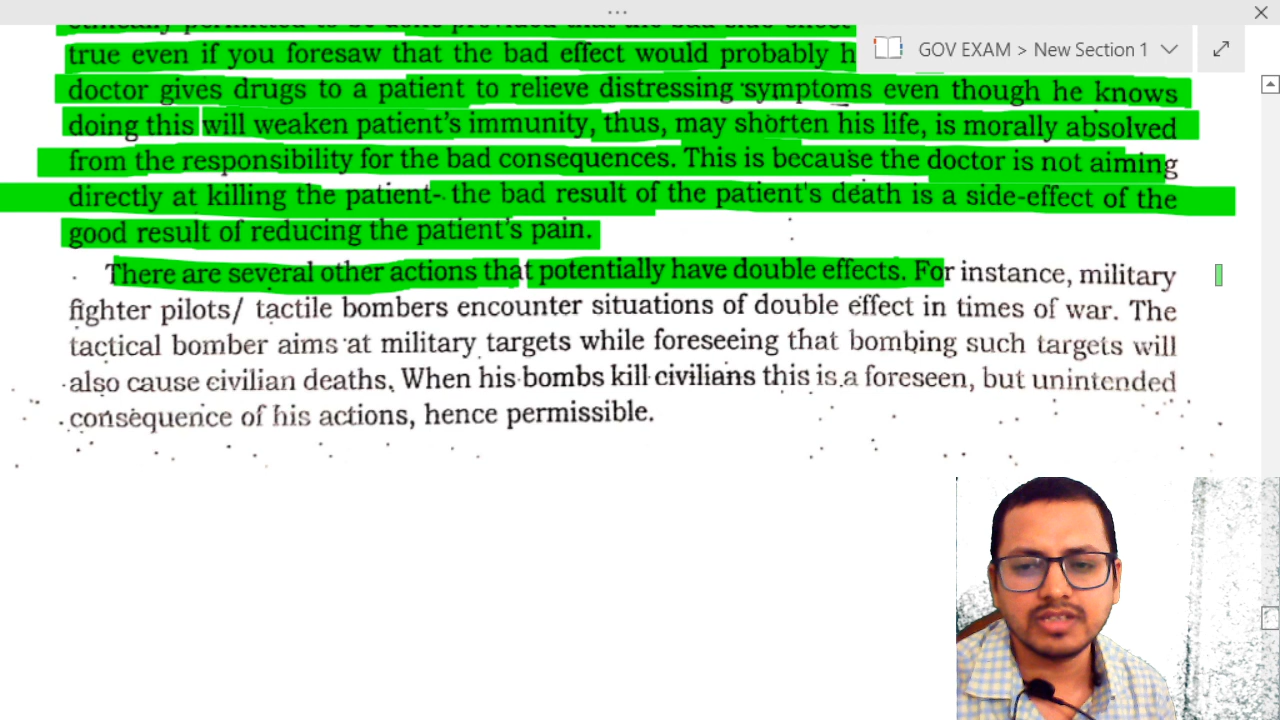 GOV EXAM > New Section 1
true even if you foresaw that the bad effect would probably h
doctor gives drugs to a patient to relieve distressing symptoms even though he knows
doing this will weaken patient's immunity, thus, may shorten his life, is morally absolved
from the responsibility for the bad consequences. This is because the doctor is not aiming
directly at killing the patient- the bad result of the patient's death is a side-effect of the
good result of reducing the patient's pain.
There are several other actions that potentially have double effects. For instance, military
fighter pilots/ tactile bombers encounter situations of double effect in times of war. The
tactical bomber aims at military targets while foreseeing that bombing such targets will
also cause civilian deaths. When his bombs kill civilians this is a foreseen, but unintended
consequence of his actions, hence permissible.